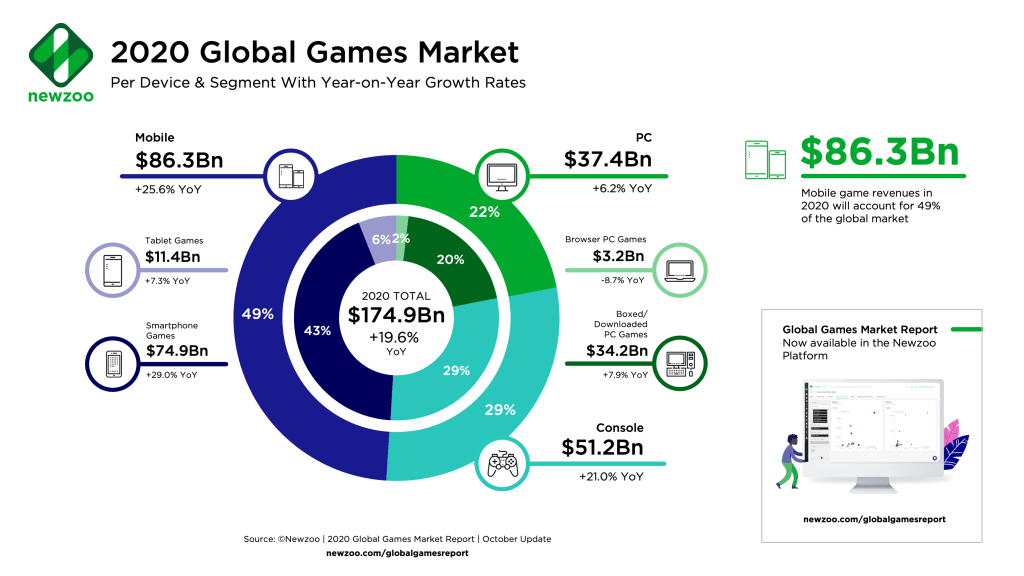 newzoo
2020 Global Games Market
Per Device & Segment With Year-on-Year Growth Rates
Mobile
$86.3Bn
+25.6% YoY
Tablet Games
$11.4Bn
+7.3% YoY
Smartphone
Games
$74.9Bn
+29.0% YoY
49%
43%
6%
2%
20%
22%
29%
29%
2020 TOTAL
$174.9Bn
+19.6%
YoY
PC
$37.4Bn
+6.2% YoY
Browser PC Games
$3.2Bn
-8.7% YoY
Boxed/
Downloaded
PC Games
$34.2Bn
+7.9% YoY
Console
$51.2Bn
+21.0% YoY
$86.3Bn
Mobile game revenues in
2020 will account for 49%
of the global market
Global Games Market Report
Now available in the Newzoo
Platform
newzoo.com/globalgamesreport
Source: ©Newzoo | 2020 Global Games Market Report | October Update
newzoo.com/globalgamesreport